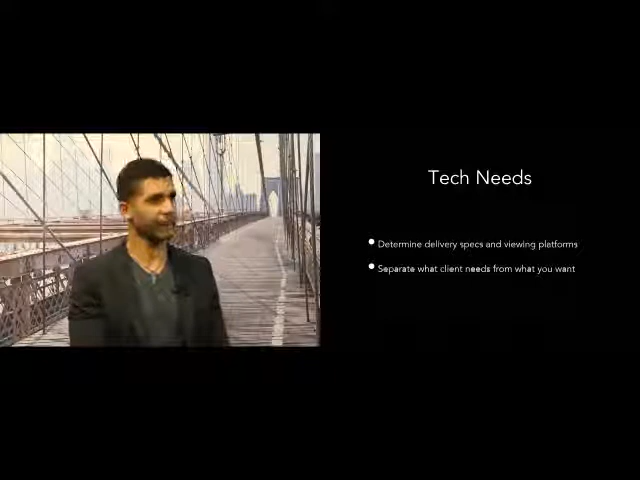 Tech Needs
Determine delivery specs and viewing platforms
Separate what client needs from what you want